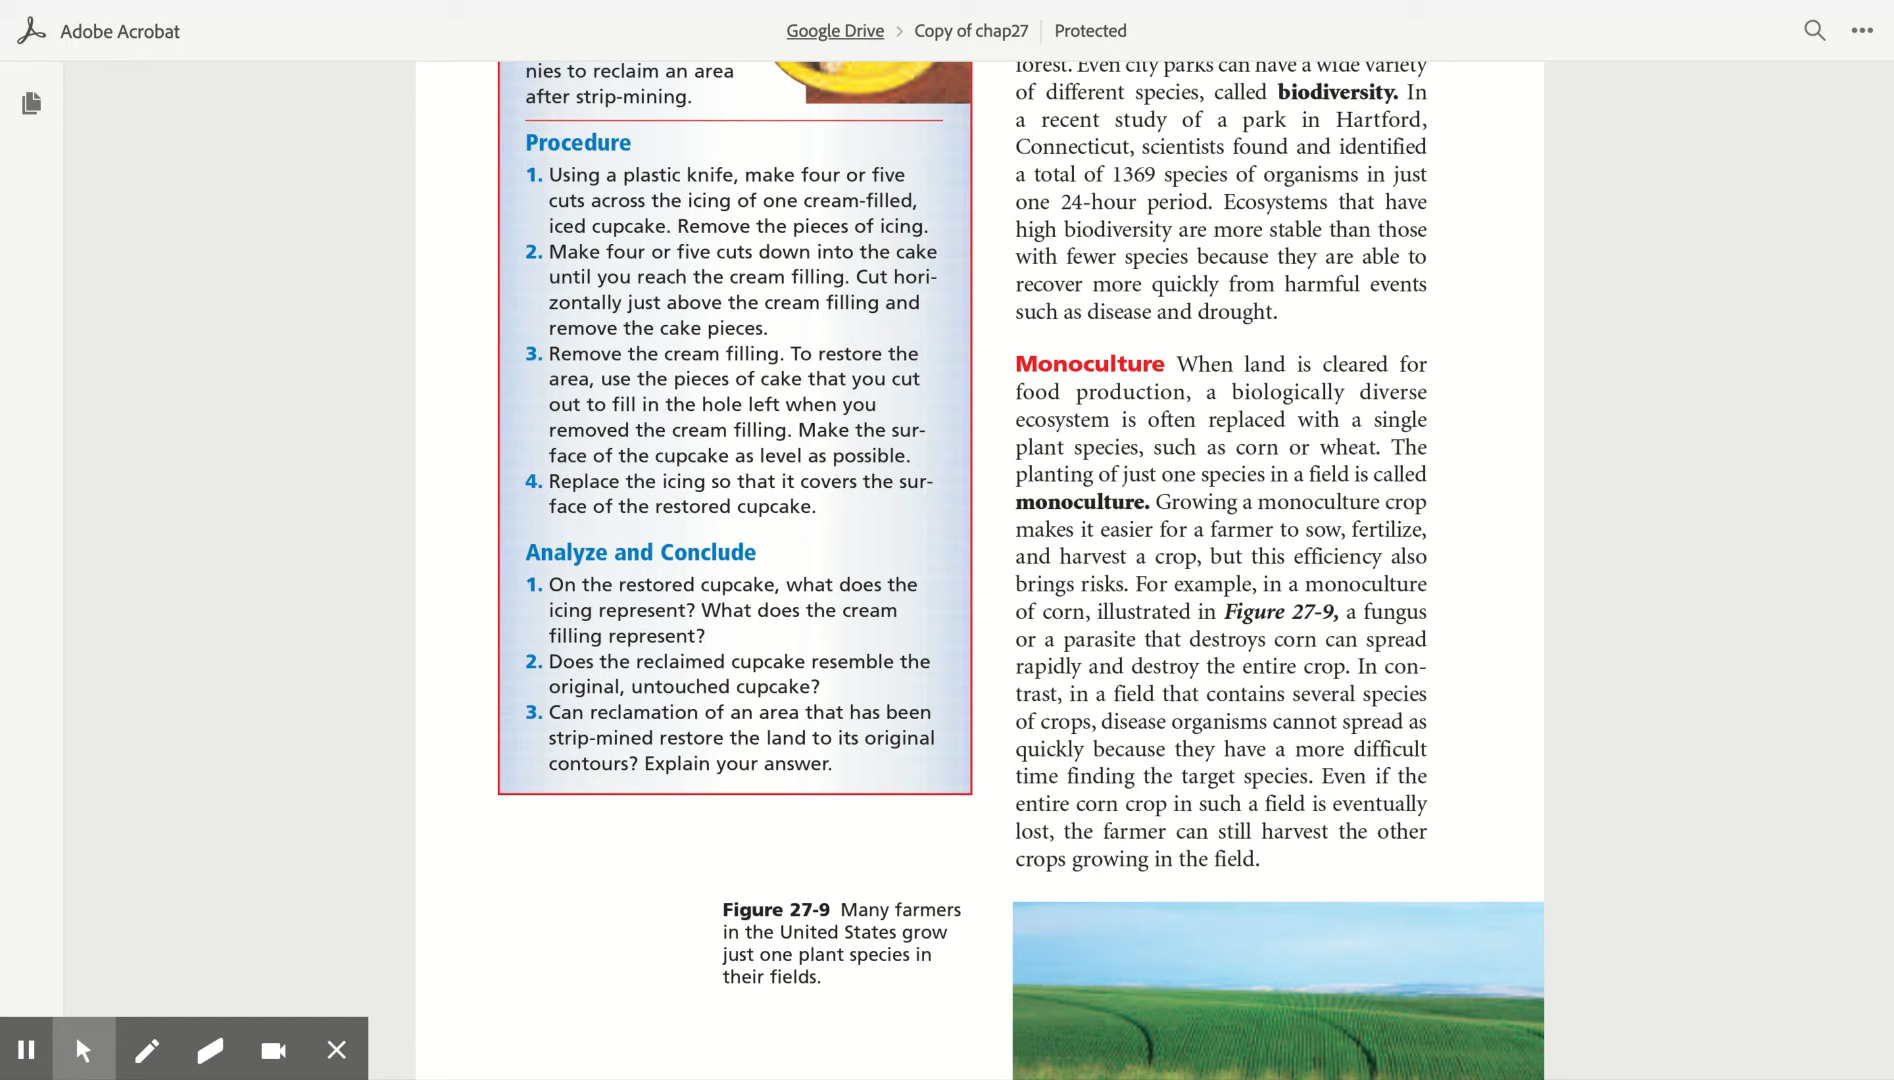 Adobe Acrobat
Google Drive > Copy of chap27 | Protected
nies to reclaim an area
after strip-mining.
Procedure
1. Using a plastic knife, make four or five
cuts across the icing of one cream-filled,
iced cupcake. Remove the pieces of icing.
2. Make four or five cuts down into the cake
until you reach the cream filling. Cut hori-
zontally just above the cream filling and
remove the cake pieces.
3. Remove the cream filling. To restore the
area, use the pieces of cake that you cut
out to fill in the hole left when you
removed the cream filling. Make the sur-
face of the cupcake as level as possible.
4. Replace the icing so that it covers the sur-
face of the restored cupcake.
Analyze and Conclude
1. On the restored cupcake, what does the
icing represent? What does the cream
filling represent?
2. Does the reclaimed cupcake resemble the
original, untouched cupcake?
3. Can reclamation of an area that has been
strip-mined restore the land to its original
contours? Explain your answer.
forest. Even city parks can have a wide variety
of different species, called biodiversity. In
a recent study of a park in Hartford,
Connecticut, scientists found and identified
a total of 1369 species of organisms in just
one 24-hour period. Ecosystems that have
high biodiversity are more stable than those
with fewer species because they are able to
recover more quickly from harmful events
such as disease and drought.
Monoculture When land is cleared for
food production, a biologically diverse
ecosystem is often replaced with a single
plant species, such as corn or wheat. The
planting of just one species in a field is called
monoculture. Growing a monoculture crop
makes it easier for a farmer to sow, fertilize,
and harvest a crop, but this efficiency also
brings risks. For example, in a monoculture
of corn, illustrated in Figure 27-9, a fungus
or a parasite that destroys corn can spread
rapidly and destroy the entire crop. In con-
trast, in a field that contains several species
of crops, disease organisms cannot spread as
quickly because they have a more difficult
time finding the target species. Even if the
entire corn crop in such a field is eventually
lost, the farmer can still harvest the other
crops growing in the field.
Figure 27-9 Many farmers
in the United States grow
just one plant species in
their fields.